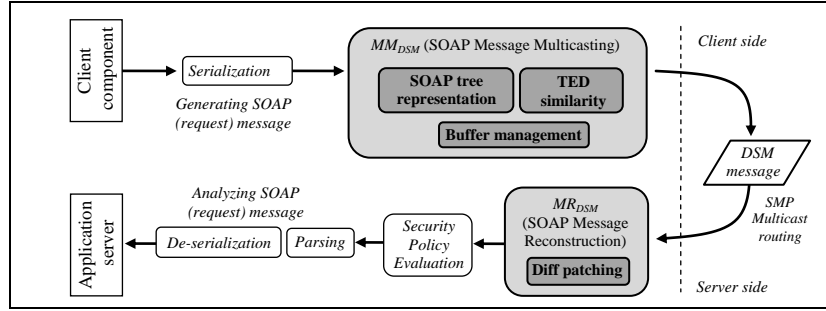 Client component
Serialization
Generating SOAP
(request) message
MM_DSM (SOAP Message Multicasting)
SOAP tree
representation
TED
similarity
Buffer management
Client side
DSM
message
SMP
Multicast
routing
Server side
MR_DSM
(SOAP Message
Reconstruction)
Diff patching
Security
Policy
Evaluation
Analyzing SOAP
(request) message
Parsing
De-serialization
Application
server